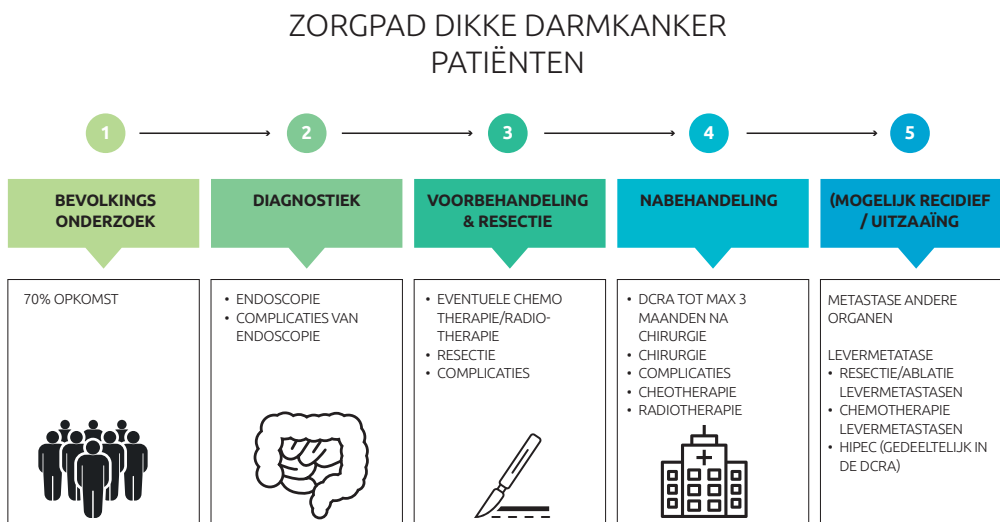 ZORGPAD DIKKE DARMKANKER
PATIËNTEN
1
2
3
4
5
BEVOLKINGS
ONDERZOEK
DIAGNOSTIEK
VOORBEHANDELING
& RESECTIE
NABEHANDELING
(MOGELIJK RECIDIEF
/ UITZAAÏNG
70% OPKOMST
• ENDOSCOPIE
• COMPLICATIES VAN
ENDOSCOPIE
• EVENTUELE CHEMO
THERAPIE/RADIO-
THERAPIE
• RESECTIE
• COMPLICATIES
• DCRA TOT MAX 3
MAANDEN NA
CHIRURGIE
• CHIRURGIE
• COMPLICATIES
• CHEOTHERAPIE
• RADIOTHERAPIE
METASTASE ANDERE
ORGANEN
LEVERMETATASE
• RESECTIE/ABLATIE
LEVERMETASTASEN
• CHEMOTHERAPIE
LEVERMETASTASEN
• HIPEC (GEDEELTELIJK IN
DE DCRA)